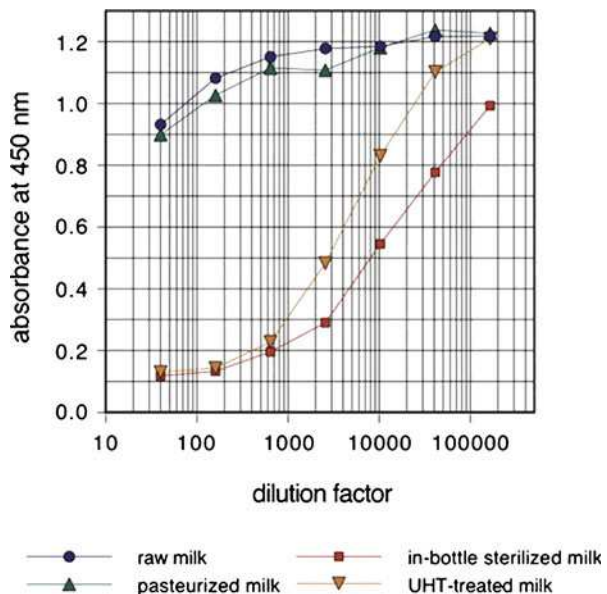 1.2
1.0
0.8
0.6
0.4
0.2
0.0
absorbance at 450 nm
10 100 1000 10000 100000
dilution factor
raw milk in-bottle sterilized milk
pasteurized milk UHT-treated milk